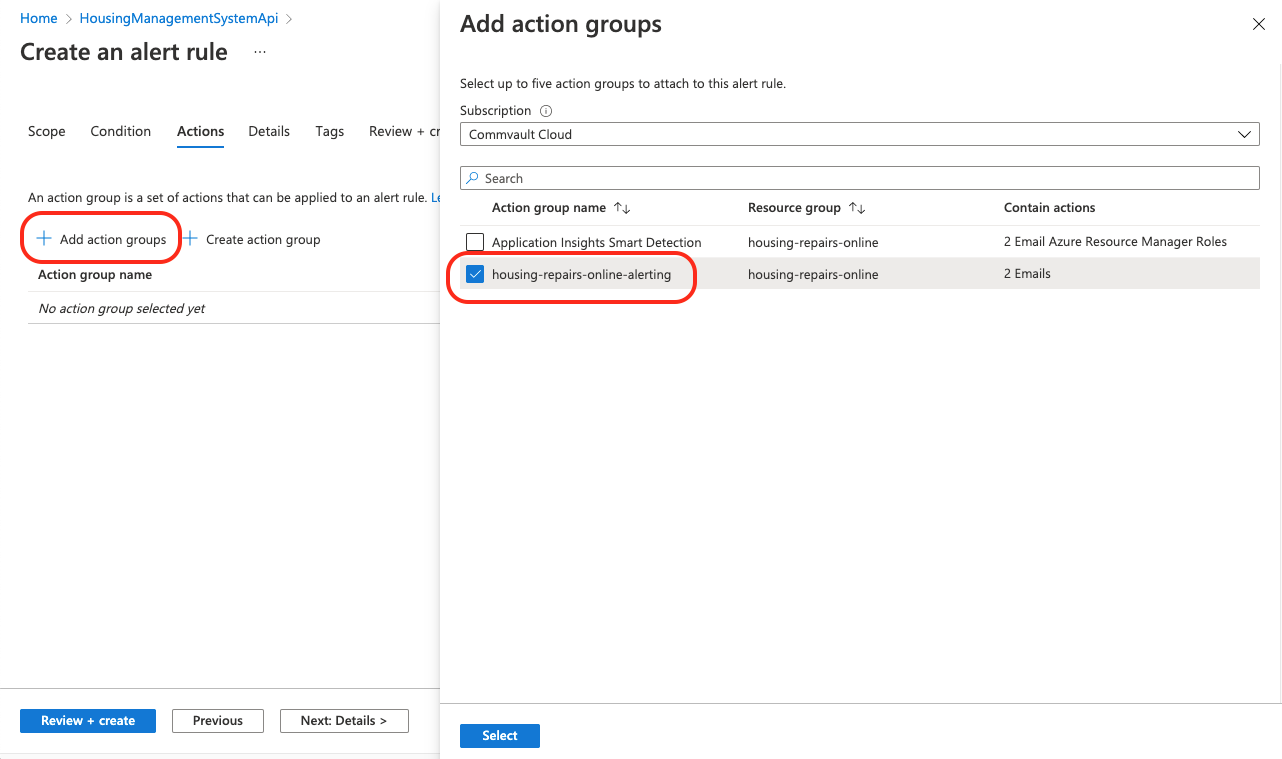 Home > HousingManagementSystemApi >
Create an alert rule ...
Scope Condition Actions Details Tags Review + cr
An action group is a set of actions that can be applied to an alert rule. Le
Add action groups Create action group
Action group name
No action group selected yet
Review + create Previous Next: Details >
Add action groups
Select up to five action groups to attach to this alert rule.
Subscription
Commvault Cloud
Search
Action group name Resource group Contain actions
Application Insights Smart Detection housing-repairs-online 2 Email Azure Resource Manager Roles
housing-repairs-online-alerting housing-repairs-online 2 Emails
Select